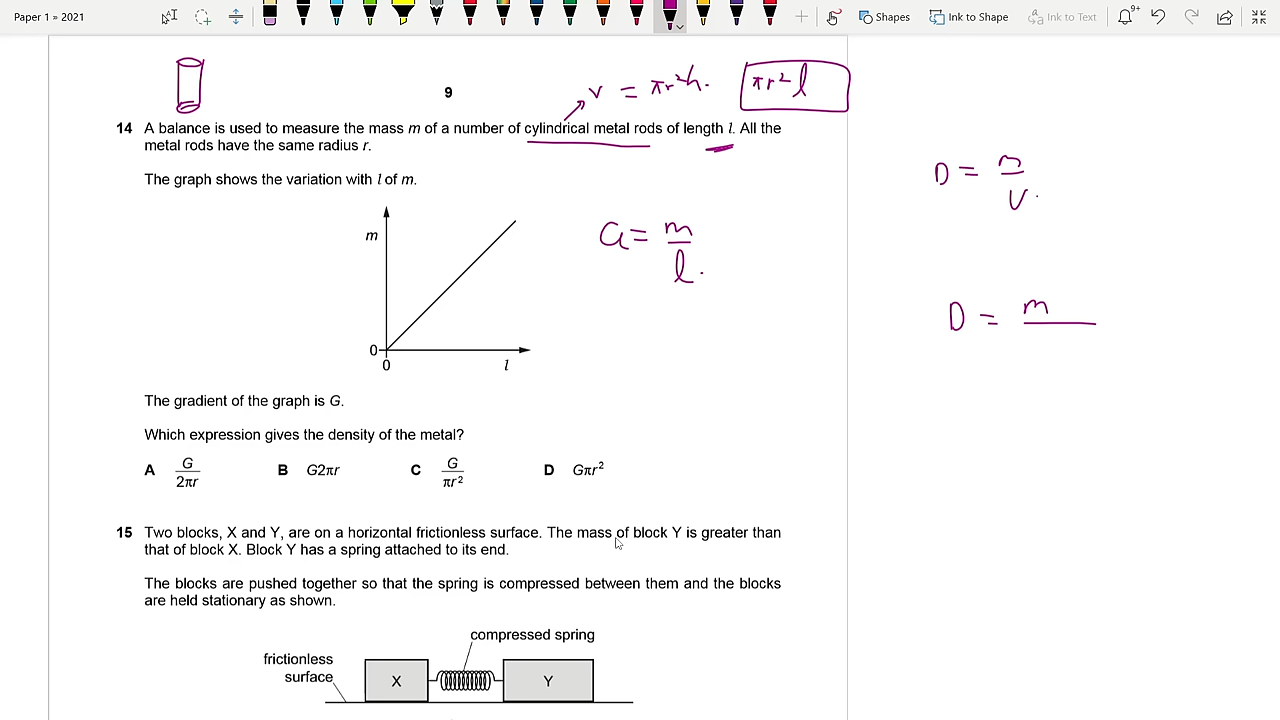 Paper 1 » 2021
Shapes
Ink to Shape
Ink to Text
9+
v = πr²h.
πr²l
9
14 A balance is used to measure the mass m of a number of cylindrical metal rods of length l. All the
metal rods have the same radius r.
The graph shows the variation with l of m.
m
0
0
l
G = m
l.
D = m
V.
D = m
The gradient of the graph is G.
Which expression gives the density of the metal?
A G/2πr B G2πr C G/πr² D Gπr²
15 Two blocks, X and Y, are on a horizontal frictionless surface. The mass of block Y is greater than
that of block X. Block Y has a spring attached to its end.
The blocks are pushed together so that the spring is compressed between them and the blocks
are held stationary as shown.
compressed spring
frictionless
surface
X
Y